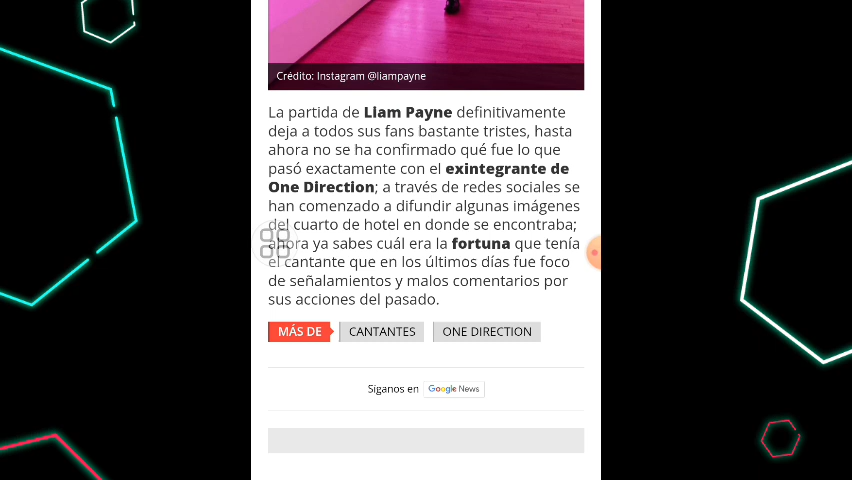 Crédito: Instagram @liampayne
La partida de Liam Payne definitivamente
deja a todos sus fans bastante tristes, hasta
ahora no se ha confirmado qué fue lo que
pasó exactamente con el exintegrante de
One Direction; a través de redes sociales se
han comenzado a difundir algunas imágenes
del cuarto de hotel en donde se encontraba;
ahora ya sabes cuál era la fortuna que tenía
el cantante que en los últimos días fue foco
de señalamientos y malos comentarios por
sus acciones del pasado.
MÁS DE CANTANTES ONE DIRECTION
Síganos en Google News